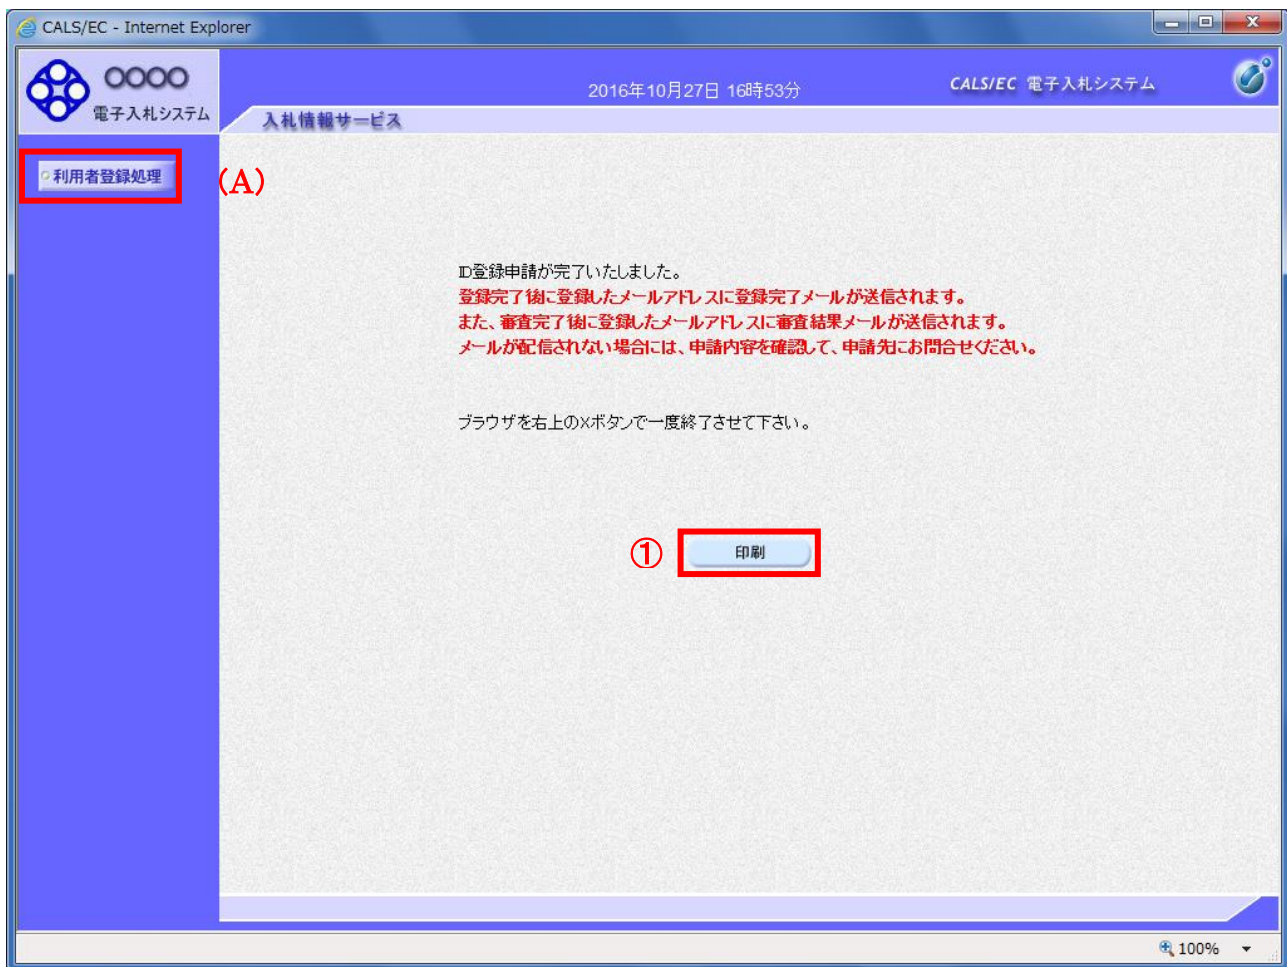 CALS/EC - Internet Explorer
○○○○
電子入札システム
2016年10月27日 16時53分
CALS/EC 電子入札システム
入札情報サービス
利用者登録処理
(A)
ID登録申請が完了いたしました。
登録完了後に登録したメールアドレスに登録完了メールが送信されます。
また、審査完了後に登録したメールアドレスに審査結果メールが送信されます。
メールが配信されない場合には、申請内容を確認して、申請先にお問合せください。
ブラウザを右上の×ボタンで一度終了させて下さい。
① 印刷
100%